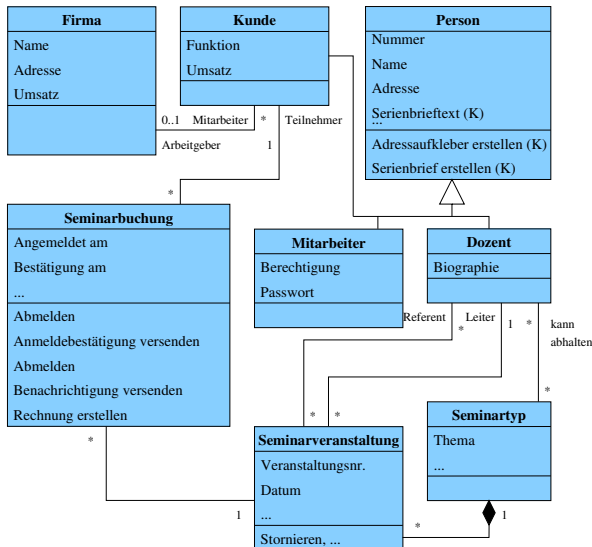 Firma
Name
Adresse
Umsatz
Kunde
Funktion
Umsatz
Person
Nummer
Name
Adresse
Serienbrieftext (K)
...
Adressaufkleber erstellen (K)
Serienbrief erstellen (K)
0..1 Mitarbeiter *
Arbeitgeber
Teilnehmer
1
*
Seminarbuchung
Angemeldet am
Bestätigung am
...
Abmelden
Anmeldebestätigung versenden
Abmelden
Benachrichtigung versenden
Rechnung erstellen
Mitarbeiter
Berechtigung
Passwort
Dozent
Biographie
Referent
*
Leiter
1
*
kann
abhalten
*
*
*
Seminartyp
Thema
...
Seminarveranstaltung
Veranstaltungsnr.
Datum
...
Stornieren, ...
*
1
*
1